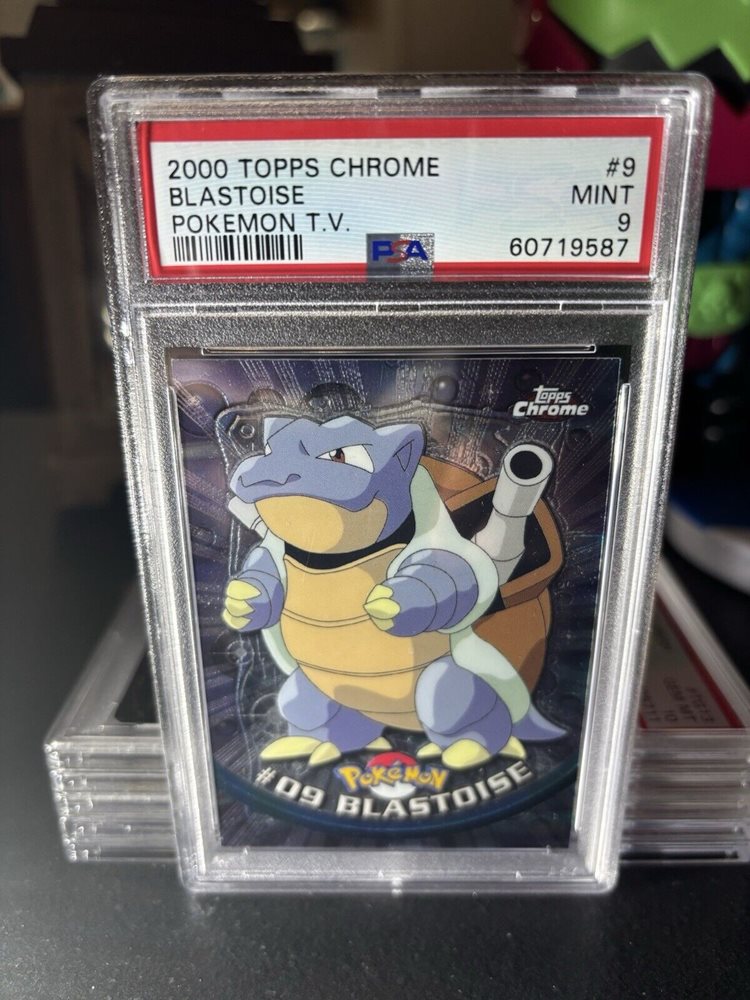 2000 TOPPS CHROME #9
BLASTOISE MINT
POKEMON T.V. 9
PSA 60719587
Topps
Chrome
POKéMON
#09 BLASTOISE